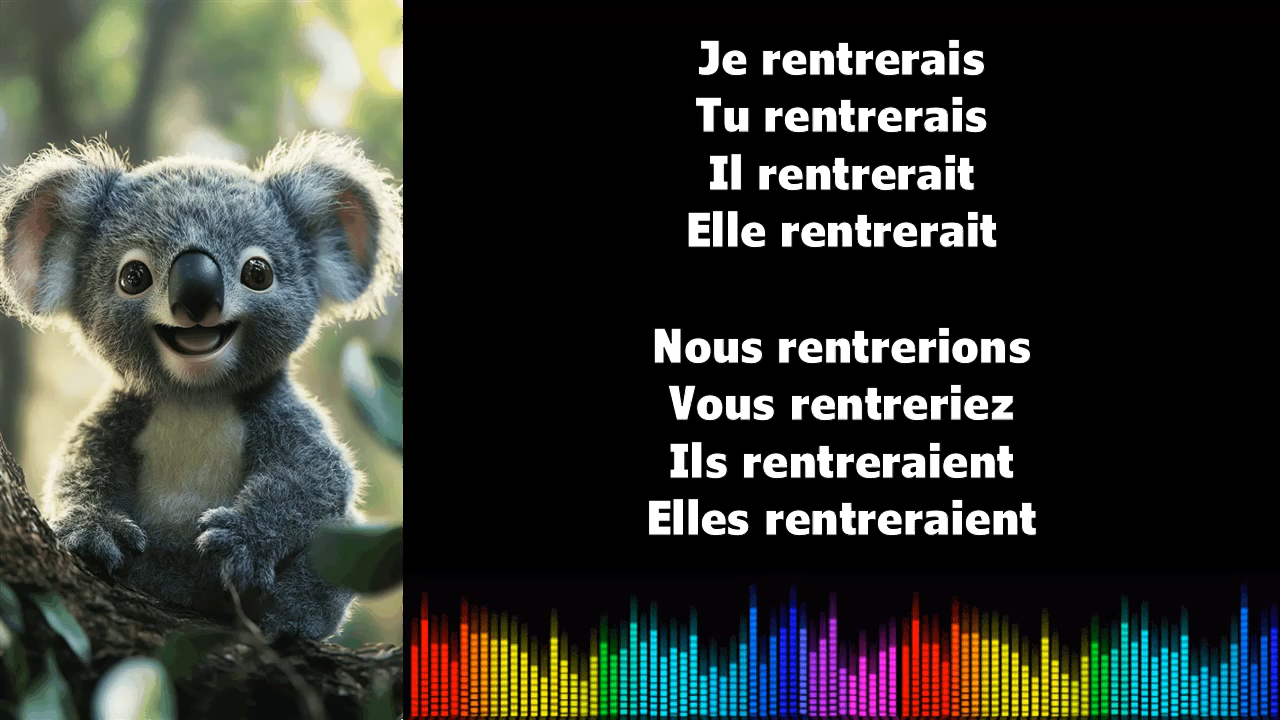 Je rentrerais
Tu rentrerais
Il rentrerait
Elle rentrerait
Nous rentrerions
Vous rentreriez
Ils rentreraient
Elles rentreraient